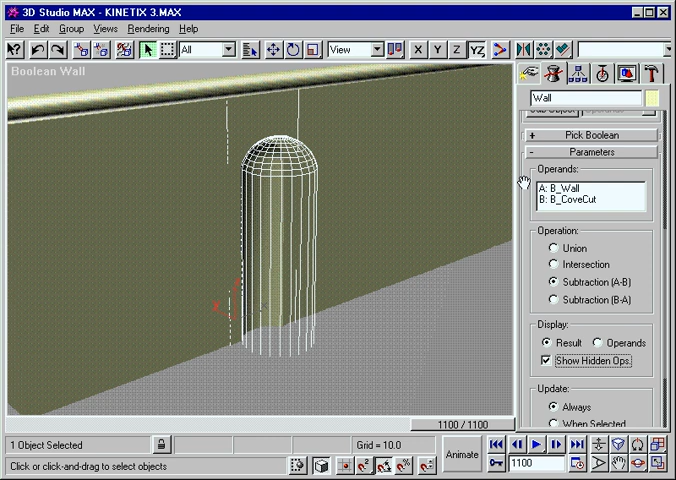 3D Studio MAX - KINETIX 3.MAX
File Edit Group Views Rendering Help
All View X Y Z YZ
Boolean Wall
Wall
+ Pick Boolean
- Parameters
Operands:
A: B_Wall
B: B_CoveCut
Operation:
Union
Intersection
Subtraction (A-B)
Subtraction (B-A)
Display:
Result Operands
Show Hidden Ops.
Update:
Always
When Selected
1100 / 1100
1 Object Selected Grid = 10.0 Animate
Click or click-and-drag to select objects 1100